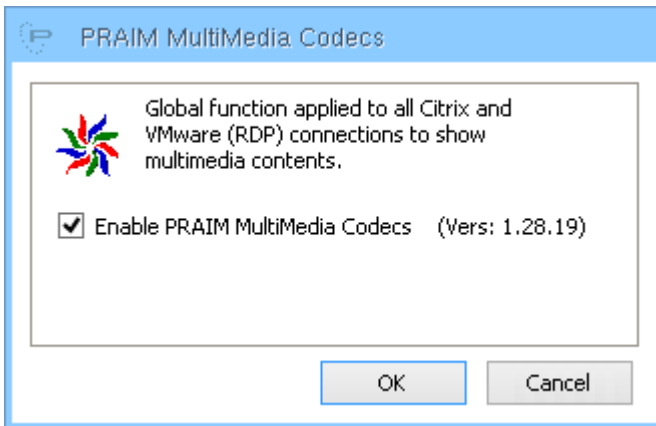 PRAIM MultiMedia Codecs
Global function applied to all Citrix and
VMware (RDP) connections to show
multimedia contents.
Enable PRAIM MultiMedia Codecs (Vers: 1.28.19)
OK Cancel